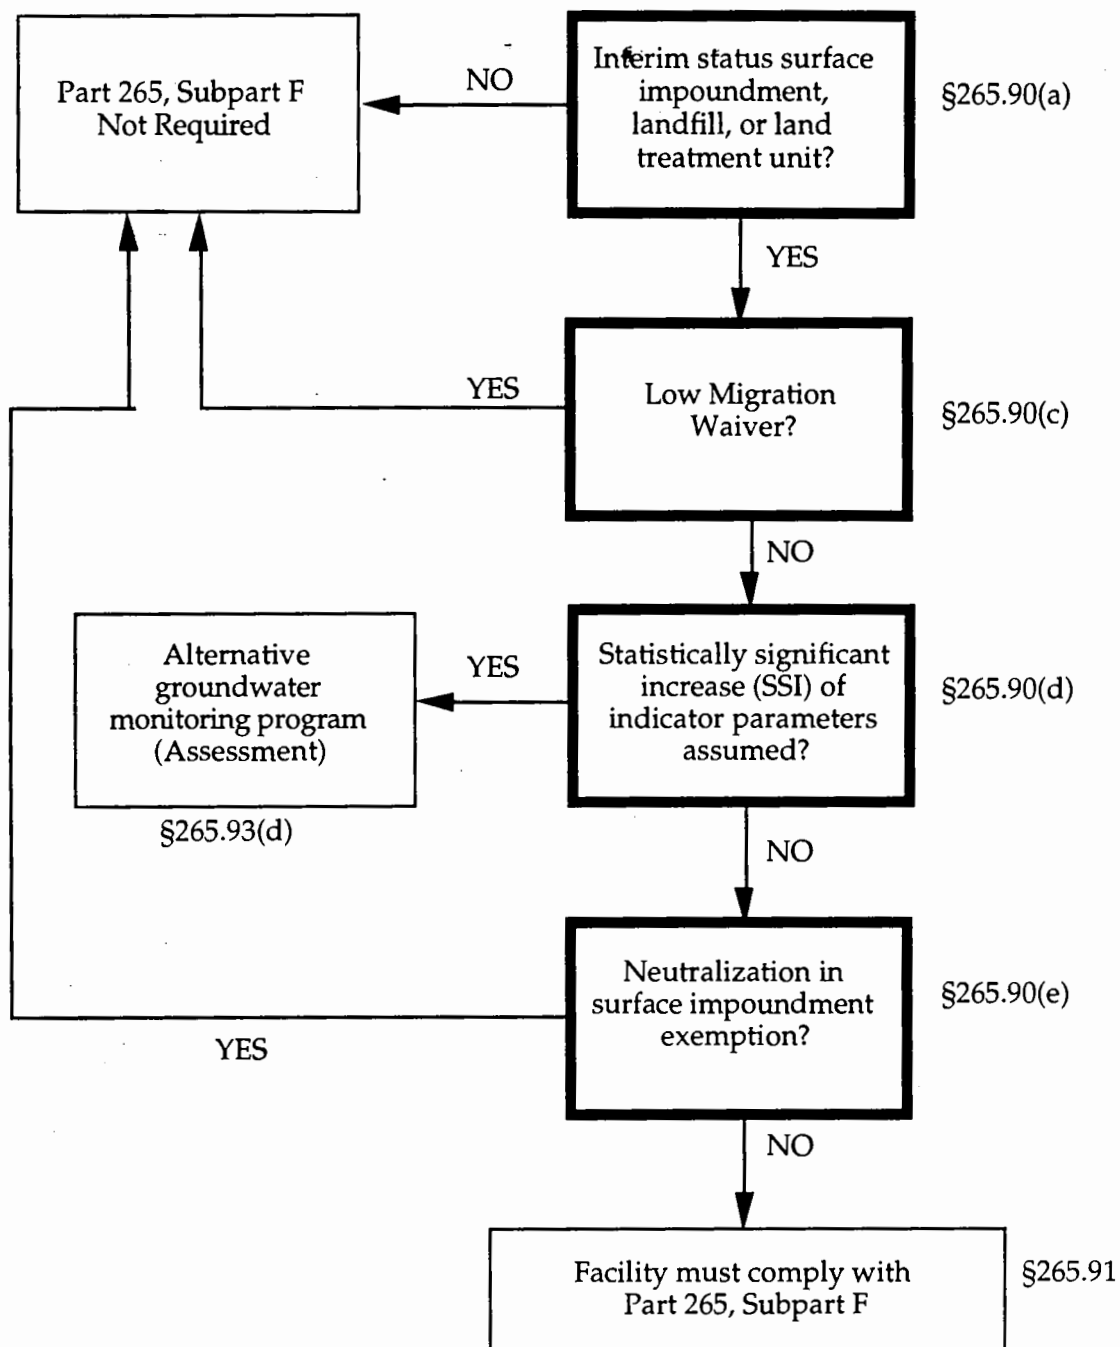 Part 265, Subpart F
Not Required
NO
Interim status surface
impoundment,
landfill, or land
treatment unit?
§265.90(a)
YES
Low Migration
Waiver?
§265.90(c)
YES
NO
Statistically significant
increase (SSI) of
indicator parameters
assumed?
§265.90(d)
YES
Alternative
groundwater
monitoring program
(Assessment)
§265.93(d)
NO
Neutralization in
surface impoundment
exemption?
§265.90(e)
YES
NO
Facility must comply with
Part 265, Subpart F
§265.91